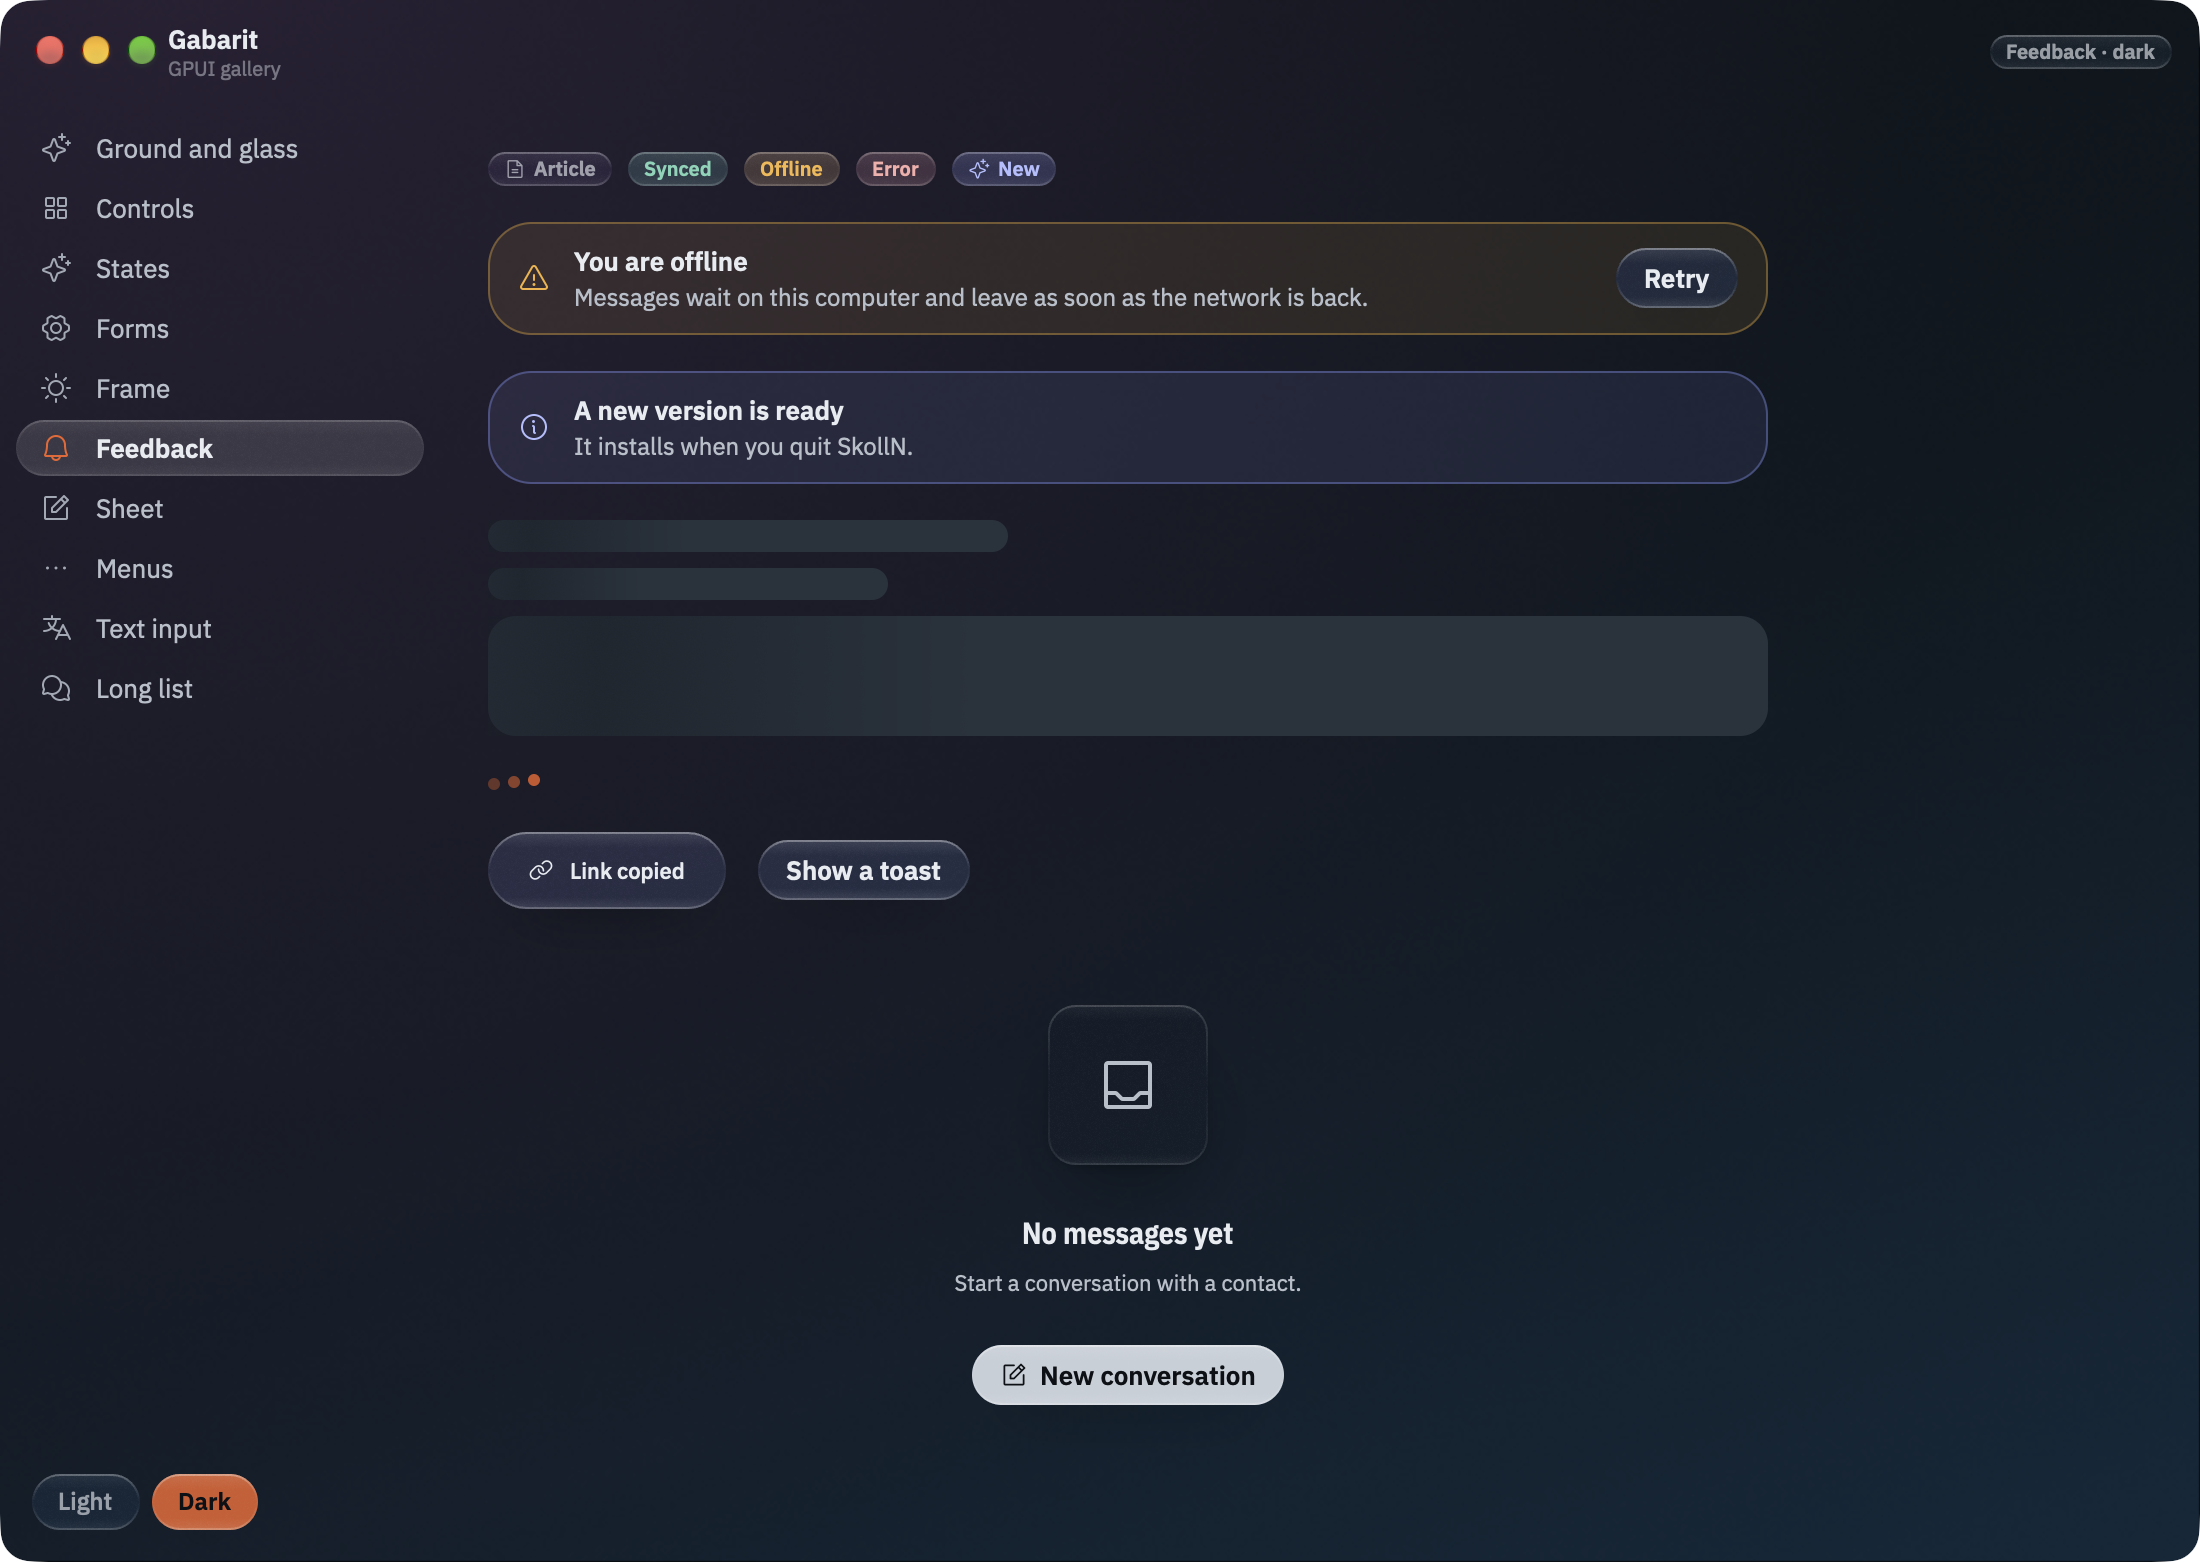 Gabarit
GPUI gallery
Feedback · dark
Ground and glass
Controls
States
Forms
Frame
Feedback
Sheet
Menus
Text input
Long list
Article
Synced
Offline
Error
New
You are offline
Messages wait on this computer and leave as soon as the network is back.
Retry
A new version is ready
It installs when you quit SkollN.
Link copied
Show a toast
No messages yet
Start a conversation with a contact.
New conversation
Light
Dark